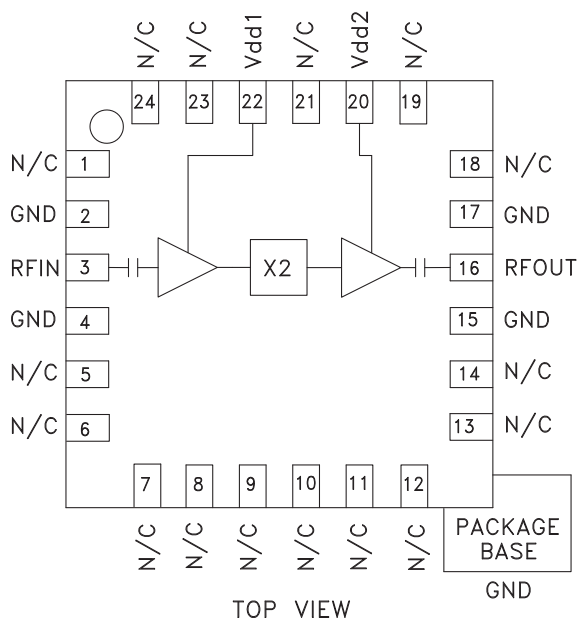 N/C N/C Vdd1 N/C Vdd2 N/C
24 23 22 21 20 19
N/C 1
GND 2
RFIN 3
GND 4
N/C 5
N/C 6
X2
18 N/C
17 GND
16 RFOUT
15 GND
14 N/C
13 N/C
7 8 9 10 11 12
N/C N/C N/C N/C N/C N/C
PACKAGE
BASE
GND
TOP VIEW